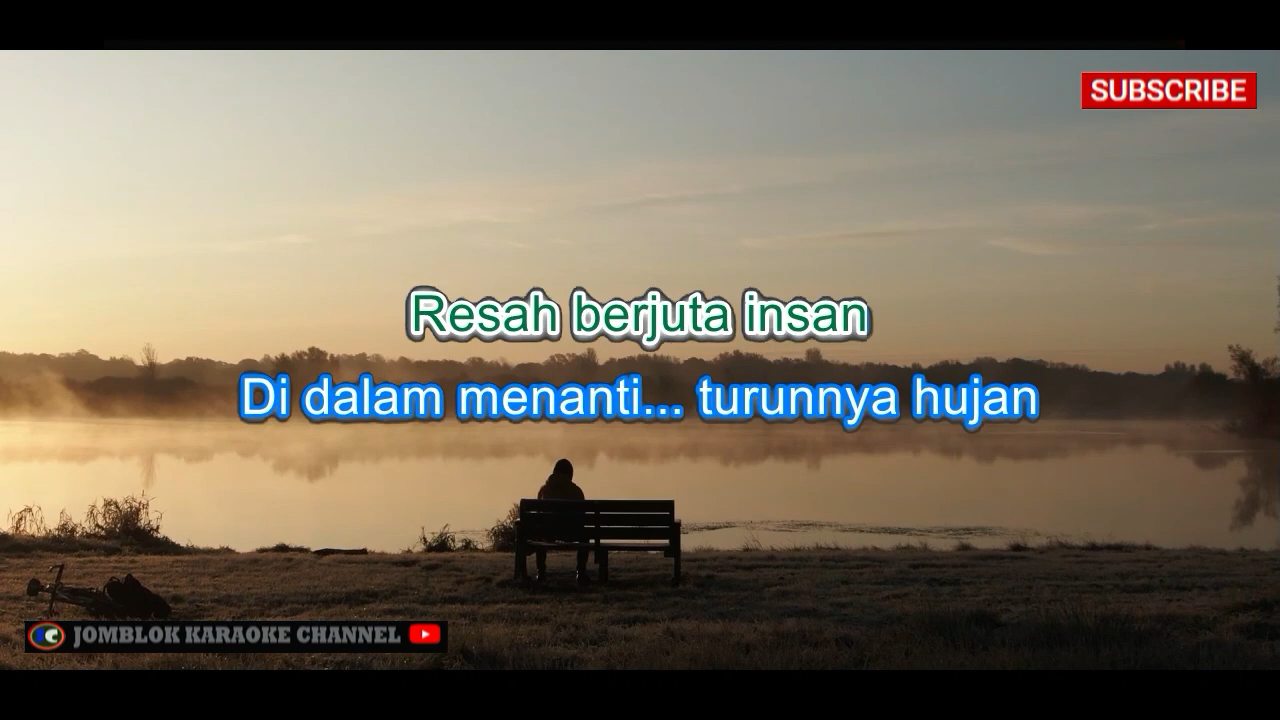 SUBSCRIBE
Resah berjuta insan
Di dalam menanti... turunnya hujan
JOMBLOK KARAOKE CHANNEL